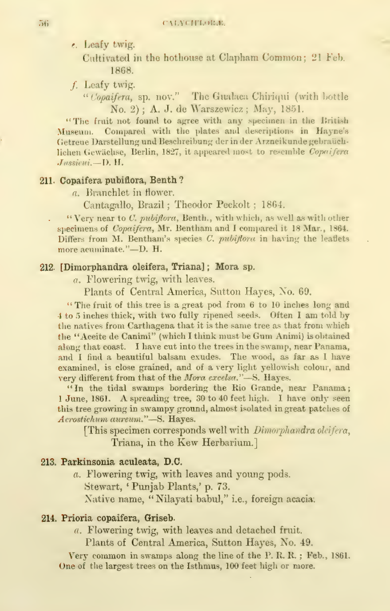 56 CALYCIFLORÆ.
e. Leafy twig.
Cultivated in the hothouse at Clapham Common; 21 Feb.
1868.
f. Leafy twig.
"Copaifera, sp. nov." The Gualaca Chiriqui (with bottle
No. 2); A. J. de Warszewicz; May, 1851.
"The fruit not found to agree with any specimen in the British
Museum. Compared with the plates and descriptions in Hayne's
Getreue Darstellung und Beschreibung der in der Arzneikunde gebräuch-
lichen Gewächse, Berlin, 1827, it appeared most to resemble Copaifera
Jussieui.—D. H.
211. Copaifera pubiflora, Benth ?
a. Branchlet in flower.
Cantagallo, Brazil; Theodor Peckolt; 1864.
"Very near to C. pubiflora, Benth., with which, as well as with other
specimens of Copaifera, Mr. Bentham and I compared it 18 Mar., 1864.
Differs from M. Bentham's species C. pubiflora in having the leaflets
more acuminate."—D. H.
212. [Dimorphandra oleifera, Triana]; Mora sp.
a. Flowering twig, with leaves.
Plants of Central America, Sutton Hayes, No. 69.
"The fruit of this tree is a great pod from 6 to 10 inches long and
4 to 5 inches thick, with two fully ripened seeds. Often I am told by
the natives from Carthagena that it is the same tree as that from which
the "Aceite de Canimi" (which I think must be Gum Animi) is obtained
along that coast. I have cut into the trees in the swamp, near Panama,
and I find a beautiful balsam exudes. The wood, as far as I have
examined, is close grained, and of a very light yellowish colour, and
very different from that of the Mora excelsa."—S. Hayes.
"In the tidal swamps bordering the Rio Grande, near Panama;
1 June, 1861. A spreading tree, 30 to 40 feet high. I have only seen
this tree growing in swampy ground, almost isolated in great patches of
Acrostichum aureum."—S. Hayes.
[This specimen corresponds well with Dimorphandra oleifera,
Triana, in the Kew Herbarium.]
213. Parkinsonia aculeata, D.C.
a. Flowering twig, with leaves and young pods.
Stewart, 'Punjab Plants,' p. 73.
Native name, "Nilayati babul," i.e., foreign acacia.
214. Prioria copaifera, Griseb.
a. Flowering twig, with leaves and detached fruit.
Plants of Central America, Sutton Hayes, No. 49.
Very common in swamps along the line of the P. R. R.; Feb., 1861.
One of the largest trees on the Isthmus, 100 feet high or more.